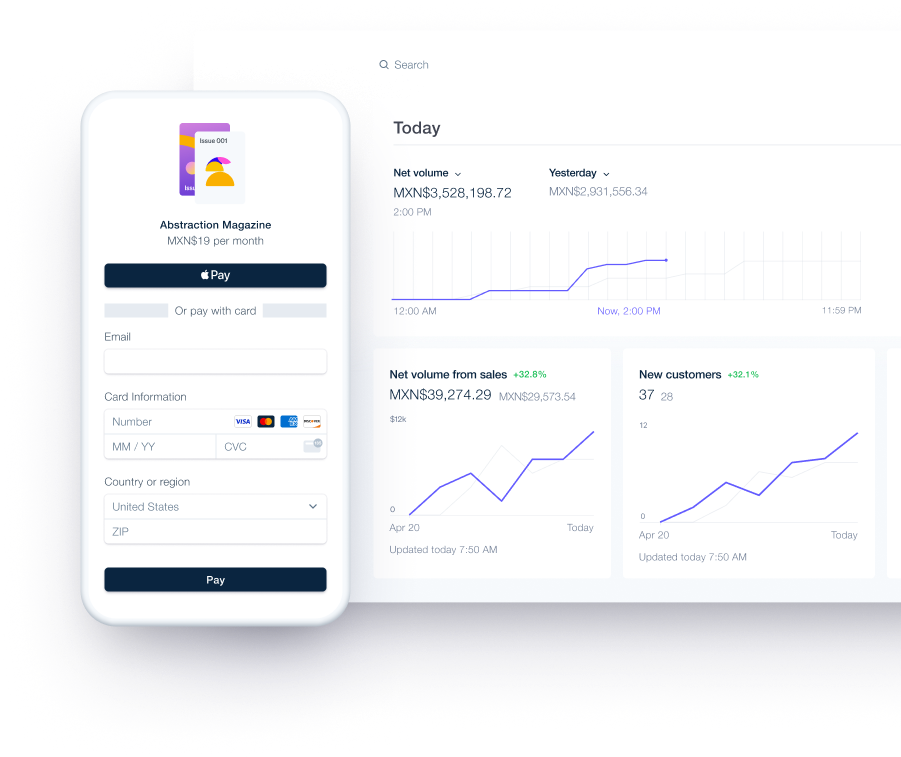 Search
Issue 001
Abstraction Magazine
MXN$19 per month
Pay
Or pay with card
Email
Card Information
Number VISA
MM / YY CVC
Country or region
United States
ZIP
Pay
Today
Net volume Yesterday
MXN$3,528,198.72 MXN$2,931,556.34
2:00 PM
12:00 AM Now, 2:00 PM 11:59 PM
Net volume from sales +32.8%
MXN$39,274.29 MXN$29,573.54
$12k
0
Apr 20 Today
Updated today 7:50 AM
New customers +32.1%
37 28
12
0
Apr 20 Today
Updated today 7:50 AM